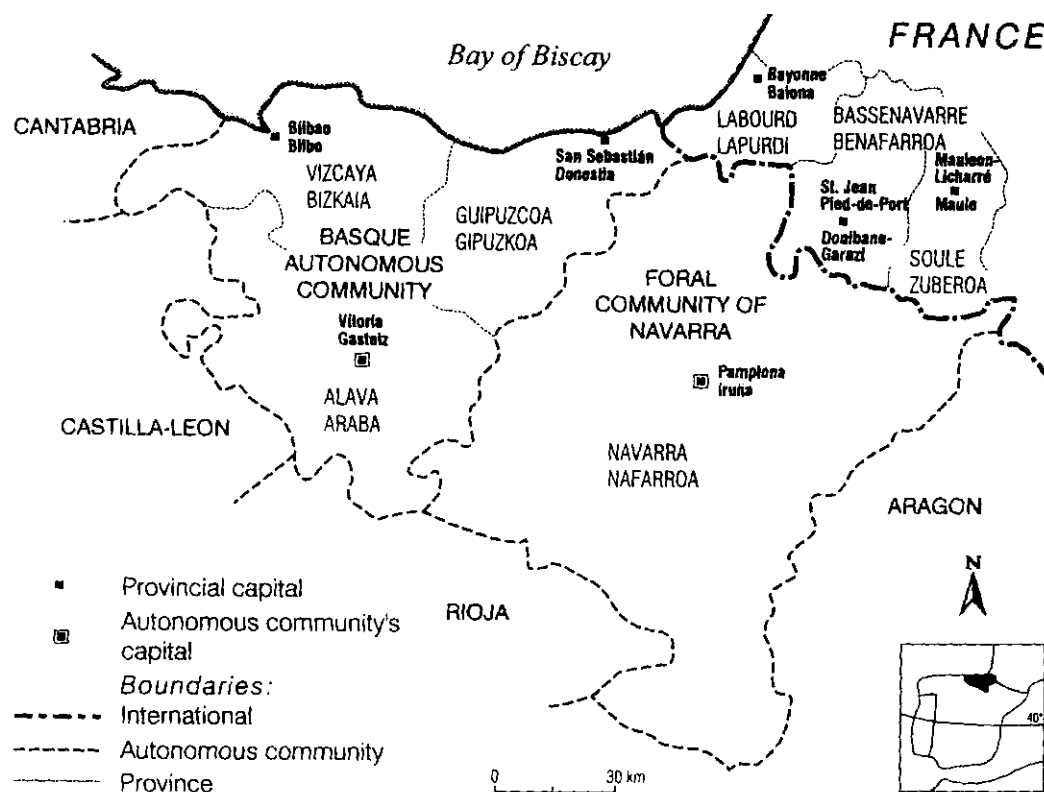 FRANCE
Bay of Biscay
CANTABRIA
Bilbao
Bilbo
VIZCAYA
BIZKAIA
GUIPUZCOA
GIPUZKOA
San Sebastián
Donostia
Bayonne
Baiona
LABOURD
LAPURDI
BASSENAVARRE
BENAFARROA
Mauleon-
Licharré
Maule
St. Jean
Pied-de-Port
Donibane-
Garazi
SOULE
ZUBEROA
BASQUE
AUTONOMOUS
COMMUNITY
Vitoria
Gasteiz
ALAVA
ARABA
FORAL
COMMUNITY OF
NAVARRA
Pamplona
Iruña
NAVARRA
NAFARROA
CASTILLA-LEON
ARAGON
RIOJA
N
40°
Provincial capital
Autonomous community's
capital
Boundaries:
International
Autonomous community
Province
0 30 km